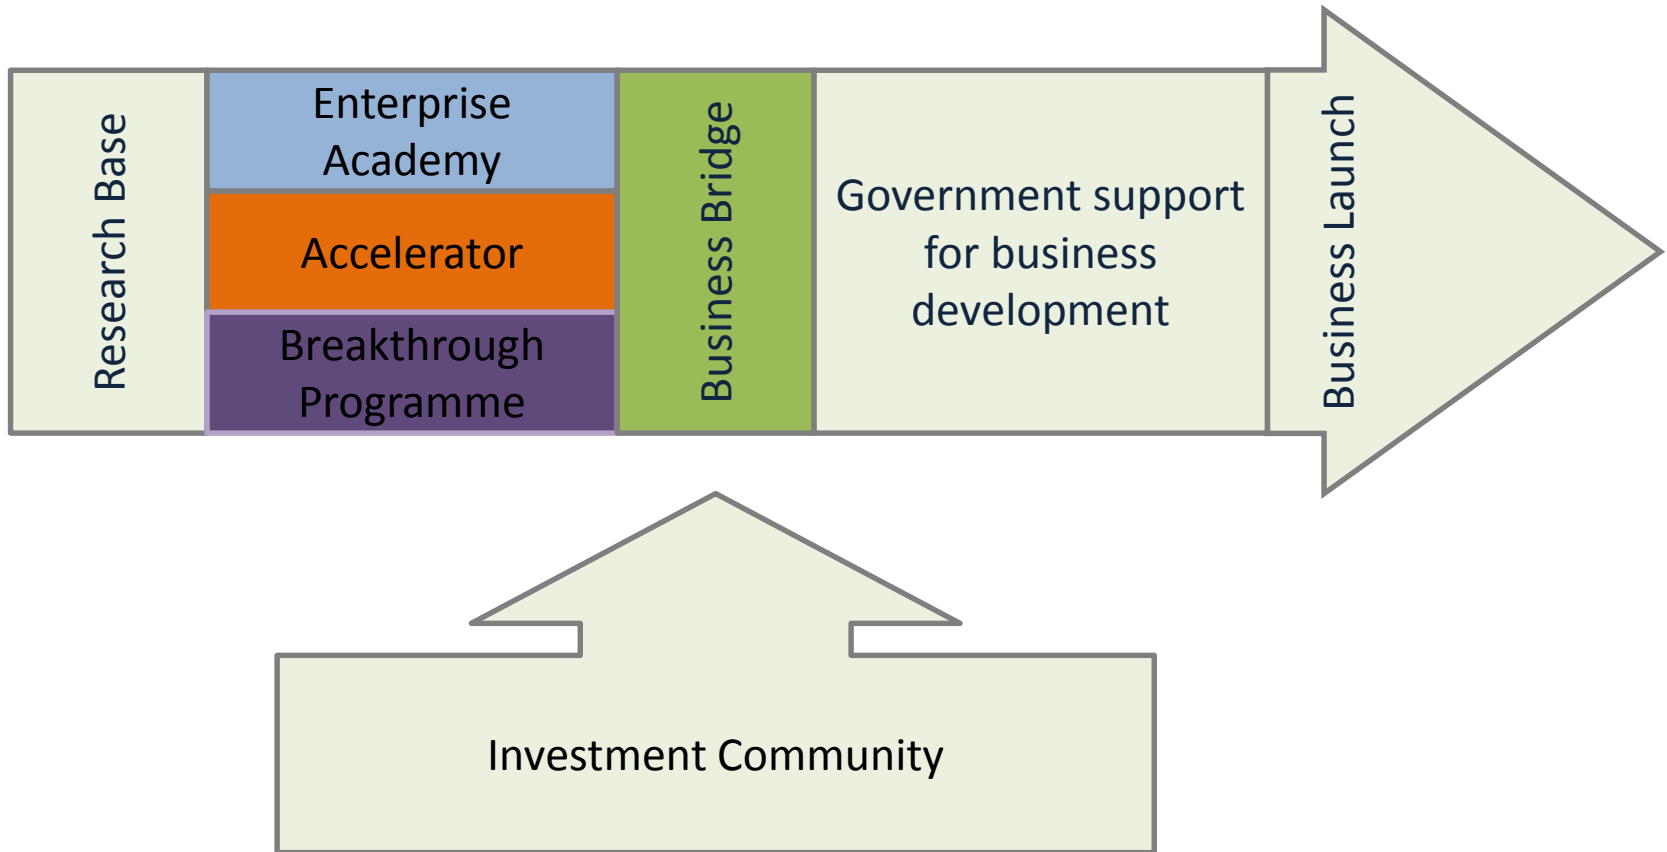 Research Base
Enterprise
Academy
Accelerator
Breakthrough
Programme
Business Bridge
Government support
for business
development
Business Launch
Investment Community